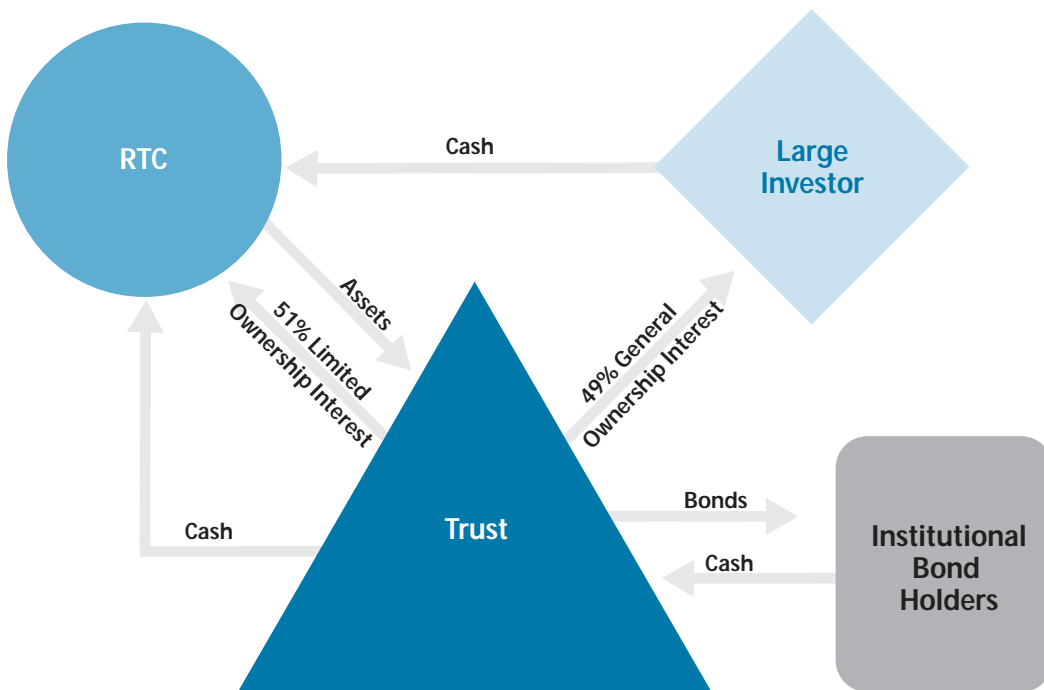 RTC
Cash
Large
Investor
Assets
51% Limited
Ownership Interest
49% General
Ownership Interest
Bonds
Cash
Trust
Cash
Institutional
Bond
Holders